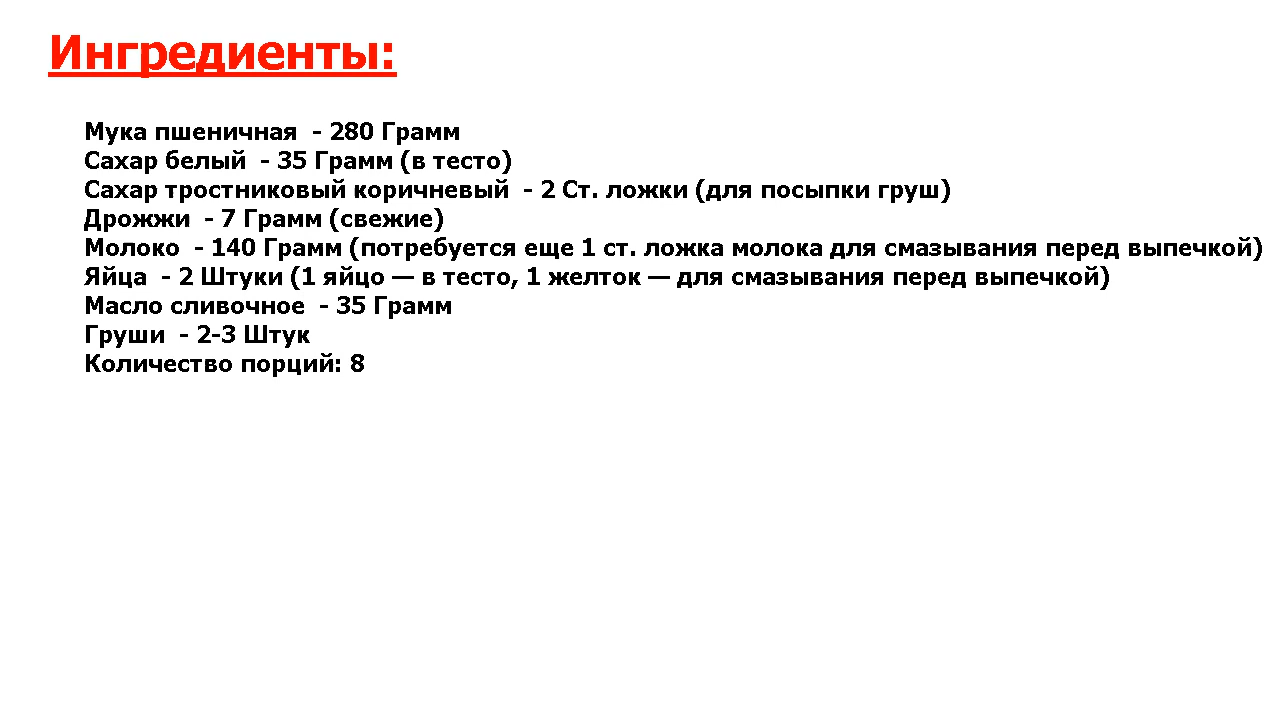 Ингредиенты:
Мука пшеничная  - 280 Грамм
Сахар белый  - 35 Грамм (в тесто)
Сахар тростниковый коричневый  - 2 Ст. ложки (для посыпки груш)
Дрожжи  - 7 Грамм (свежие)
Молоко  - 140 Грамм (потребуется еще 1 ст. ложка молока для смазывания перед выпечкой)
Яйца  - 2 Штуки (1 яйцо — в тесто, 1 желток — для смазывания перед выпечкой)
Масло сливочное  - 35 Грамм
Груши  - 2-3 Штук
Количество порций: 8